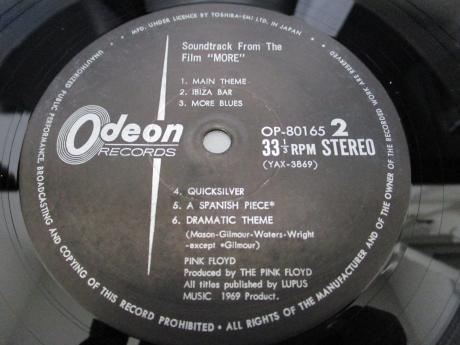 MFD. UNDER LICENCE BY TOSHIBA-EMI LTD. IN JAPAN
Soundtrack From The
Film "MORE"
1. MAIN THEME
2. IBIZA BAR
3. MORE BLUES
Odeon
RECORDS
OP-80165 2
33 1/3 RPM STEREO
(YAX-3869)
4. QUICKSILVER
5. A SPANISH PIECE*
6. DRAMATIC THEME
(Mason-Gilmour-Waters-Wright
-except *Gilmour)
PINK FLOYD
Produced by THE PINK FLOYD
All titles published by LUPUS
MUSIC 1969 Product.
UNAUTHORIZED PUBLIC PERFORMANCE, BROADCASTING AND COPYING OF THIS RECORD PROHIBITED • ALL RIGHTS OF THE MANUFACTURER AND OF THE OWNER OF THE RECORDED WORK ARE RESERVED